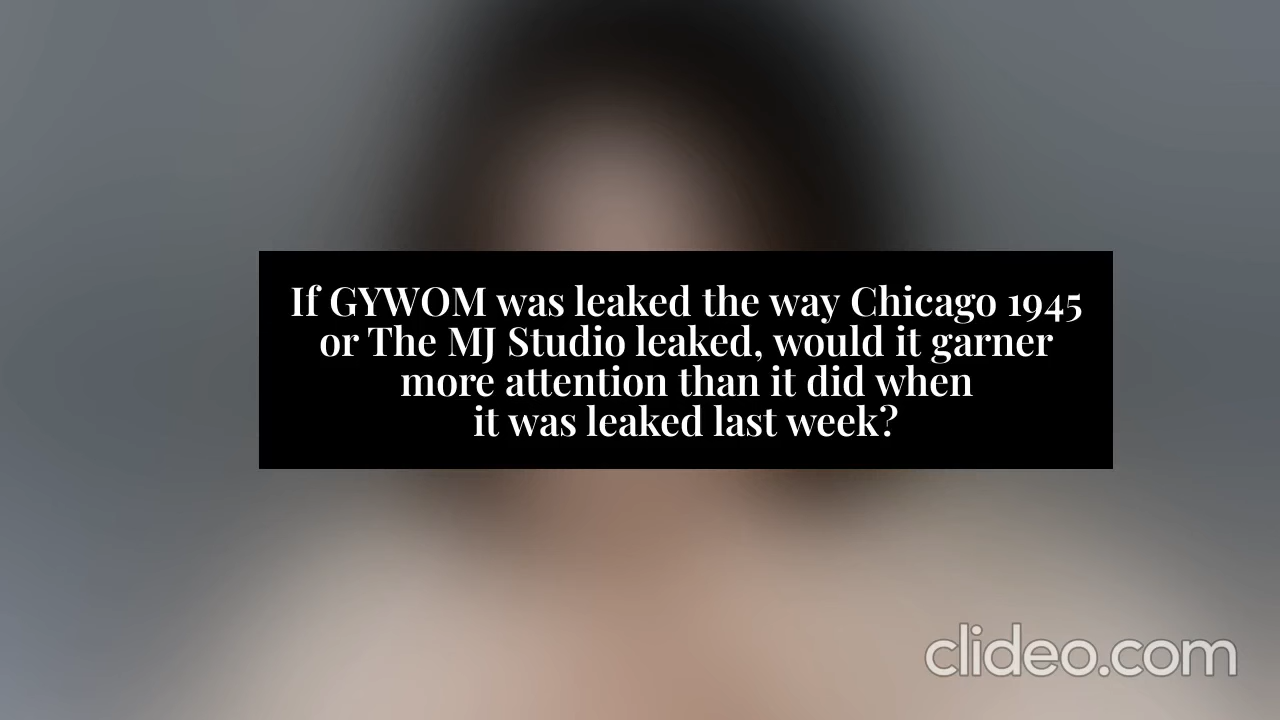 If GYWOM was leaked the way Chicago 1945
or The MJ Studio leaked, would it garner
more attention than it did when
it was leaked last week?
clideo.com